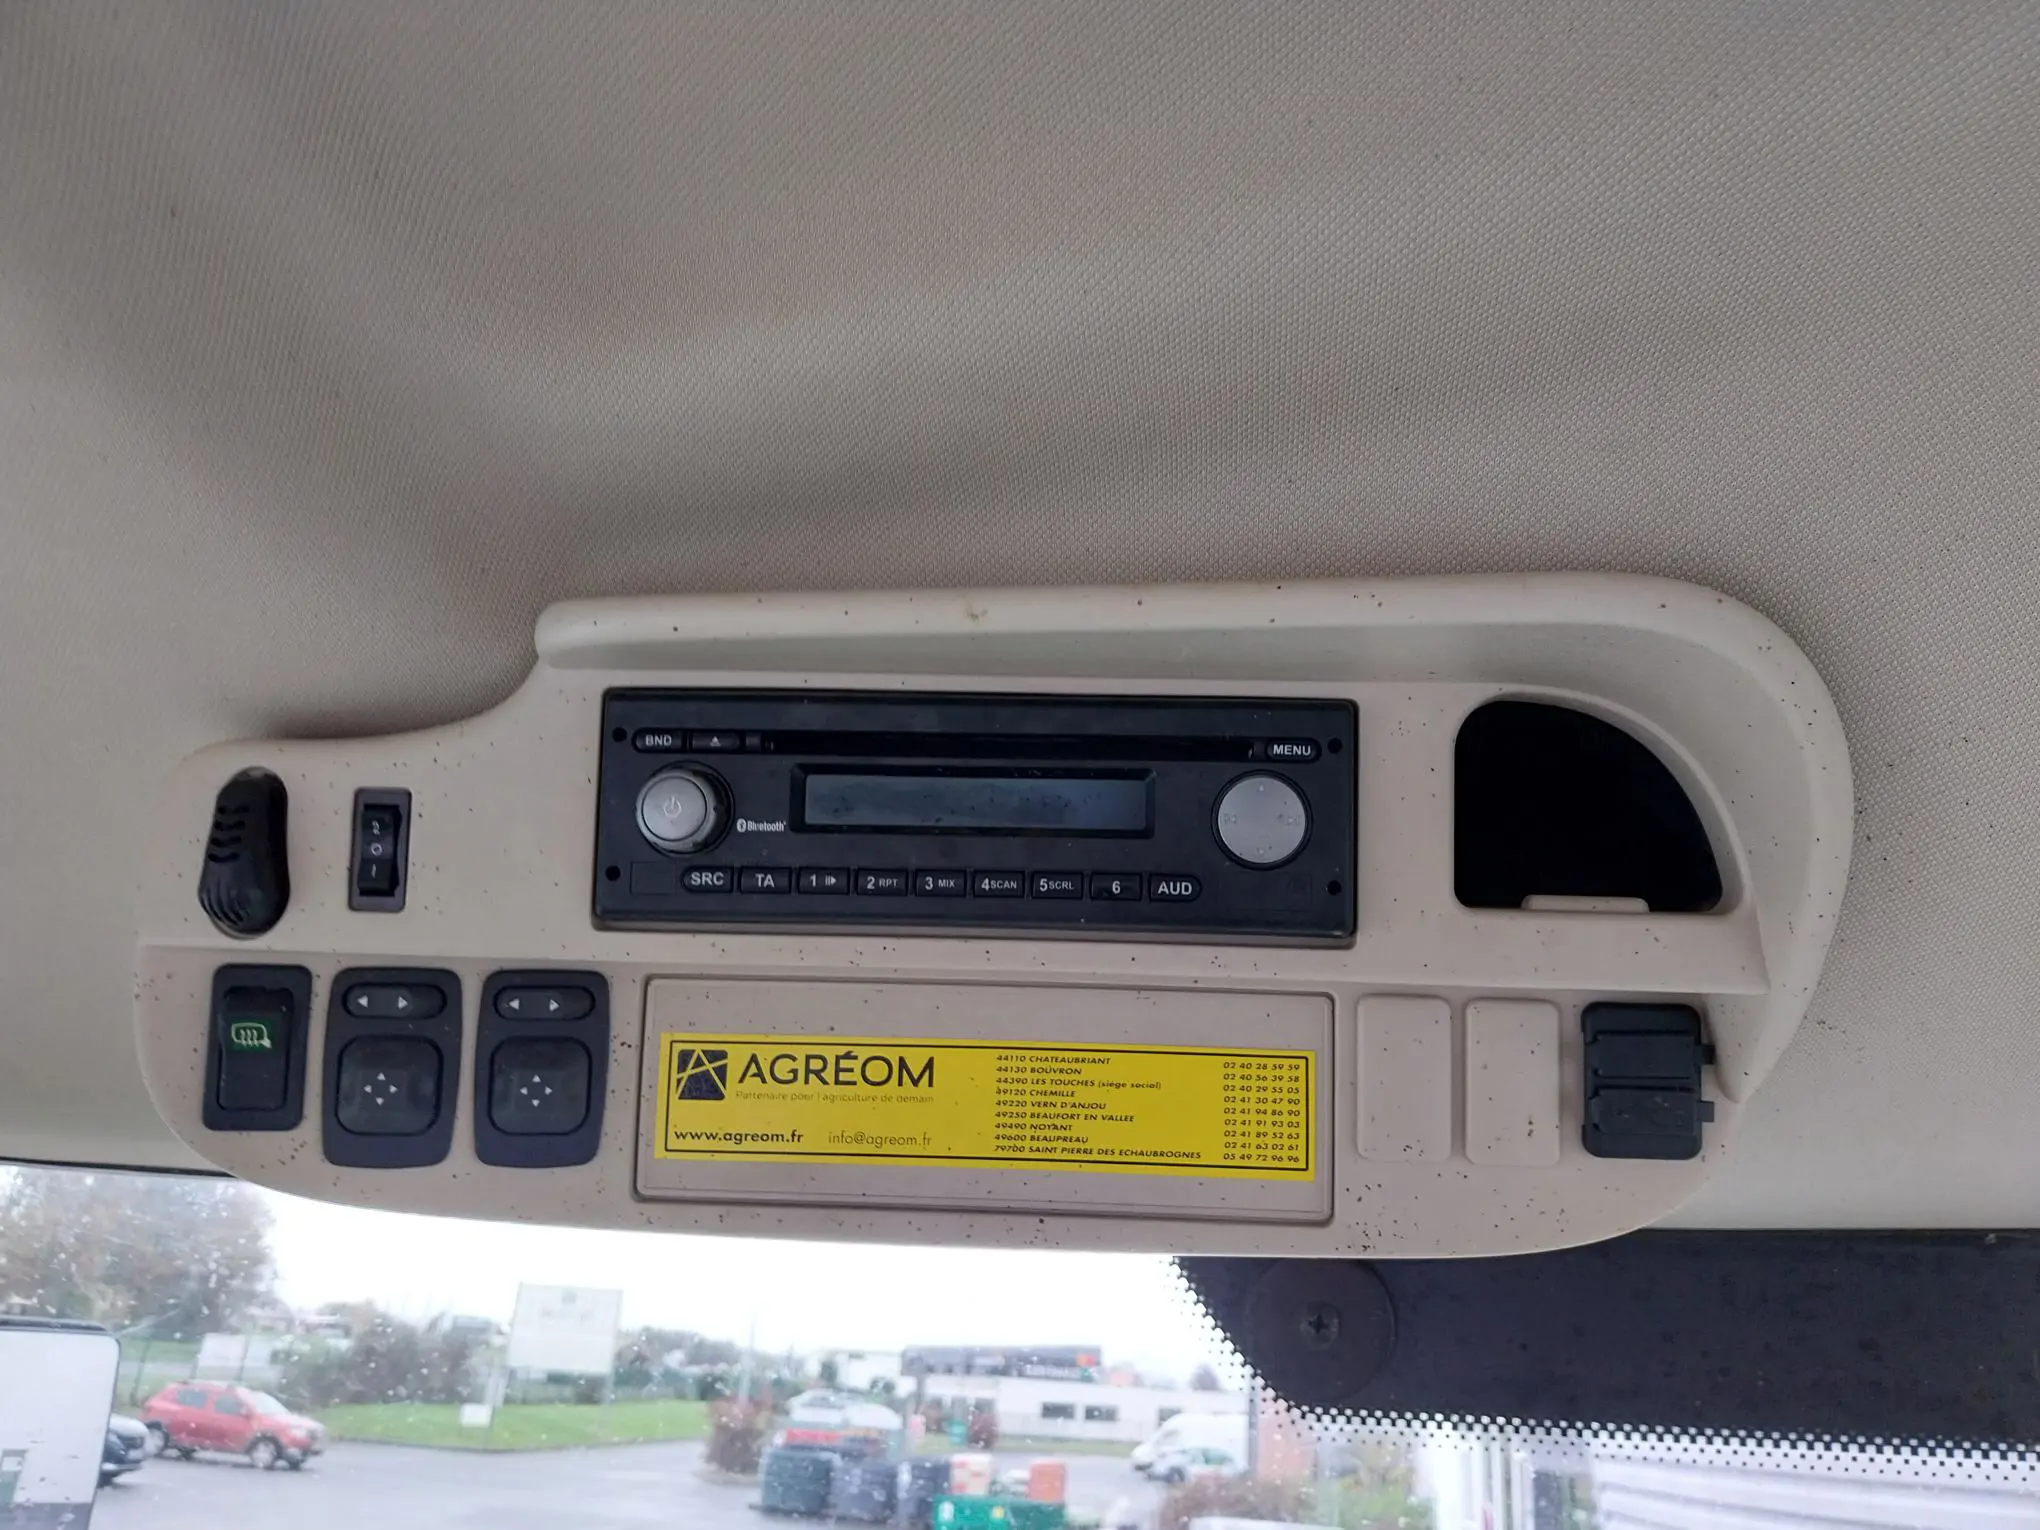 BND
MENU
Bluetooth
SRC TA 1 2 RPT 3 MIX 4 SCAN 5 SCRL 6 AUD
AGRÉOM
Partenaire pour l'agriculture de demain
www.agreom.fr info@agreom.fr
44110 CHATEAUBRIANT 02 40 28 59 59
44130 BOUVRON 02 40 56 39 58
44390 LES TOUCHES (siège social) 02 40 29 55 05
49120 CHEMILLE 02 41 30 47 90
49220 VERN D'ANJOU 02 41 94 86 90
49250 BEAUFORT EN VALLEE 02 41 91 93 03
49490 NOYANT 02 41 89 52 63
49600 BEAUPREAU 02 41 63 02 61
79700 SAINT PIERRE DES ECHAUBROGNES 05 49 72 96 96